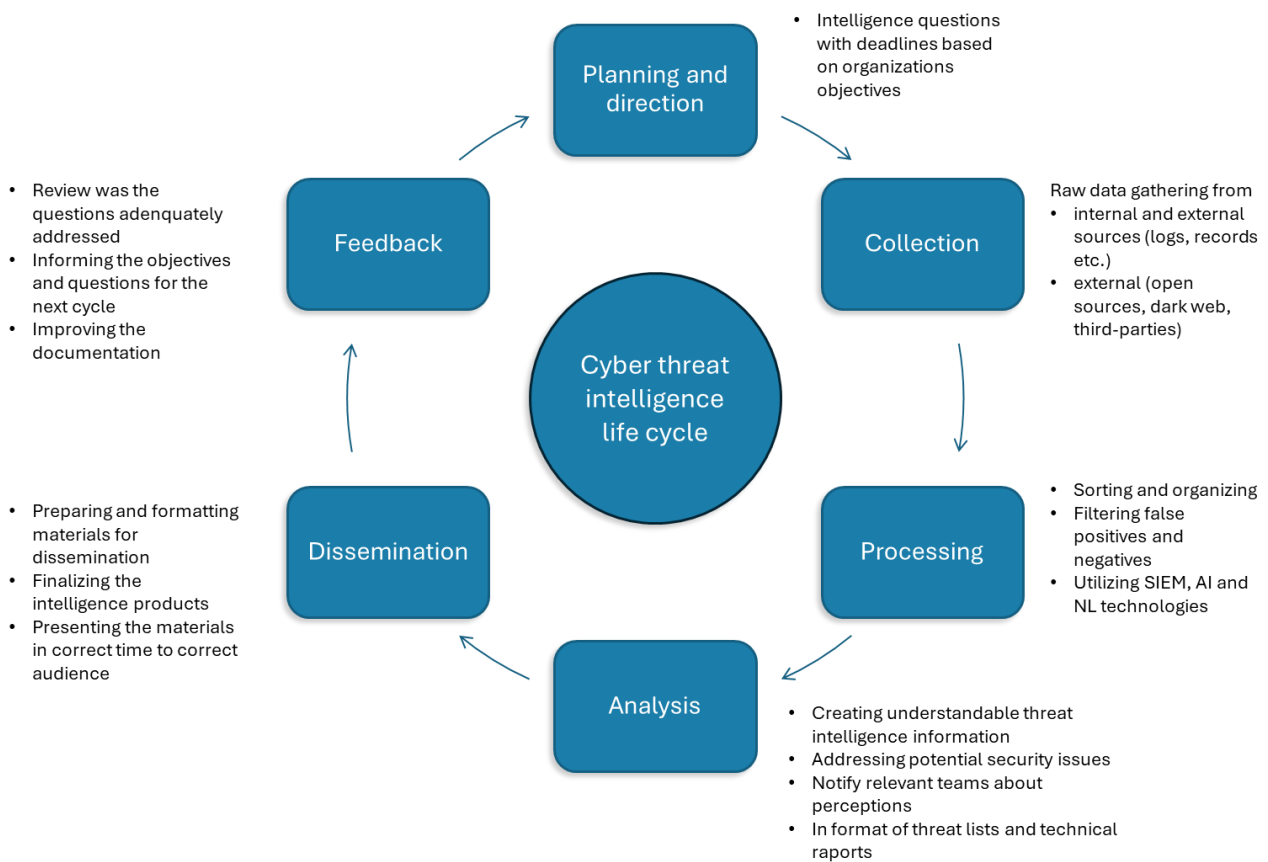 Planning and
direction
• Intelligence questions
with deadlines based
on organizations
objectives
Collection
Raw data gathering from
• internal and external
sources (logs, records
etc.)
• external (open
sources, dark web,
third-parties)
Processing
• Sorting and organizing
• Filtering false
positives and
negatives
• Utilizing SIEM, AI and
NL technologies
Analysis
• Creating understandable threat
intelligence information
• Addressing potential security issues
• Notify relevant teams about
perceptions
• In format of threat lists and technical
raports
Dissemination
• Preparing and formatting
materials for
dissemination
• Finalizing the
intelligence products
• Presenting the materials
in correct time to correct
audience
Feedback
• Review was the
questions adenquately
addressed
• Informing the objectives
and questions for the
next cycle
• Improving the
documentation
Cyber threat
intelligence
life cycle